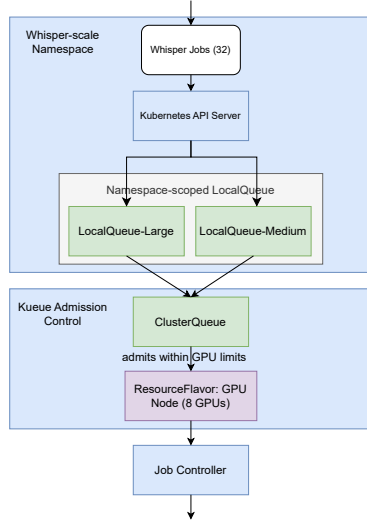 Whisper-scale
Namespace
Whisper Jobs (32)
Kubernetes API Server
Namespace-scoped LocalQueue
LocalQueue-Large
LocalQueue-Medium
Kueue Admission
Control
ClusterQueue
admits within GPU limits
ResourceFlavor: GPU
Node (8 GPUs)
Job Controller